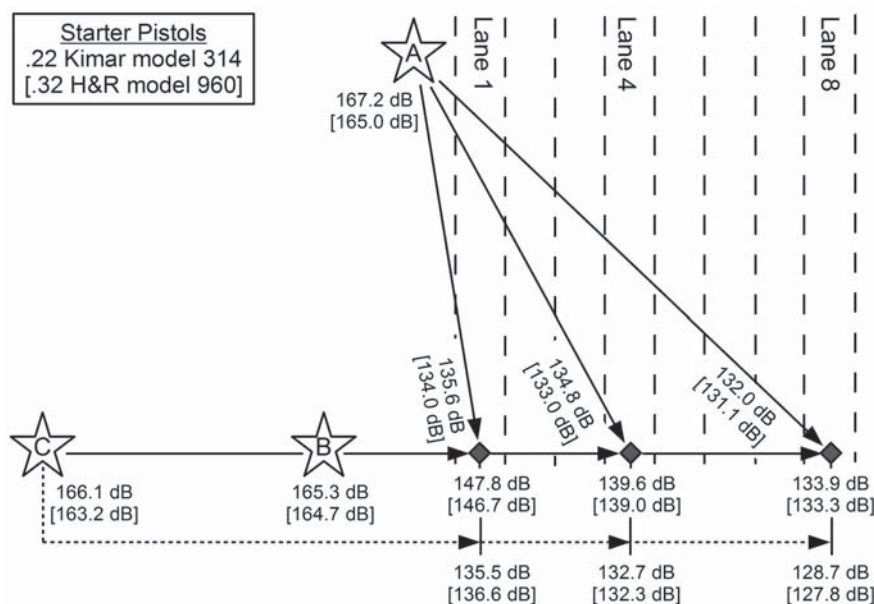 Starter Pistols
.22 Kimar model 314
[.32 H&R model 960]
A
Lane 1
Lane 4
Lane 8
167.2 dB
[165.0 dB]
135.6 dB
[134.0 dB]
134.8 dB
[133.0 dB]
132.0 dB
[131.1 dB]
C
B
166.1 dB
[163.2 dB]
165.3 dB
[164.7 dB]
147.8 dB
[146.7 dB]
139.6 dB
[139.0 dB]
133.9 dB
[133.3 dB]
135.5 dB
[136.6 dB]
132.7 dB
[132.3 dB]
128.7 dB
[127.8 dB]